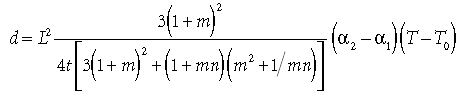 d = L² 3(1+m)² / 4t[3(1+m)² + (1+mn)(m² + 1/mn)] (α₂ − α₁)(T − T₀)